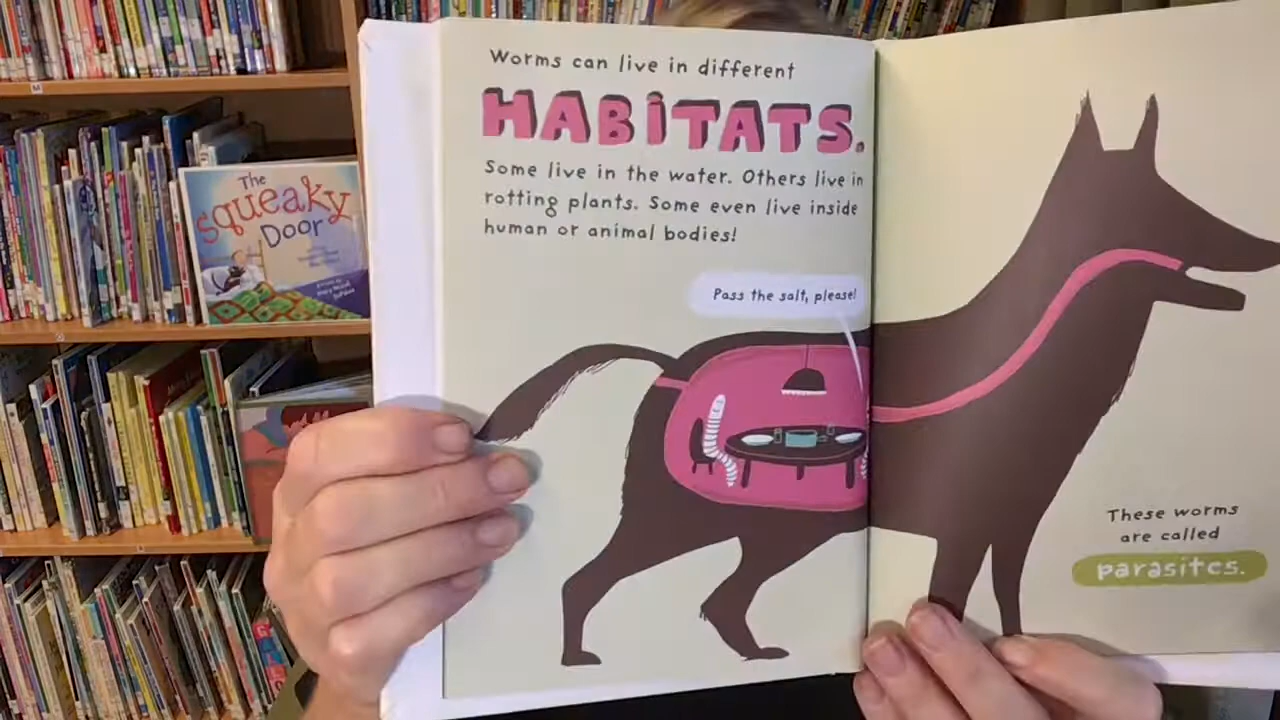 The
Squeaky
Door
Worms can live in different
HABiTATS.
Some live in the water. Others live in
rotting plants. Some even live inside
human or animal bodies!
Pass the salt, please!
These worms
are called
parasites.